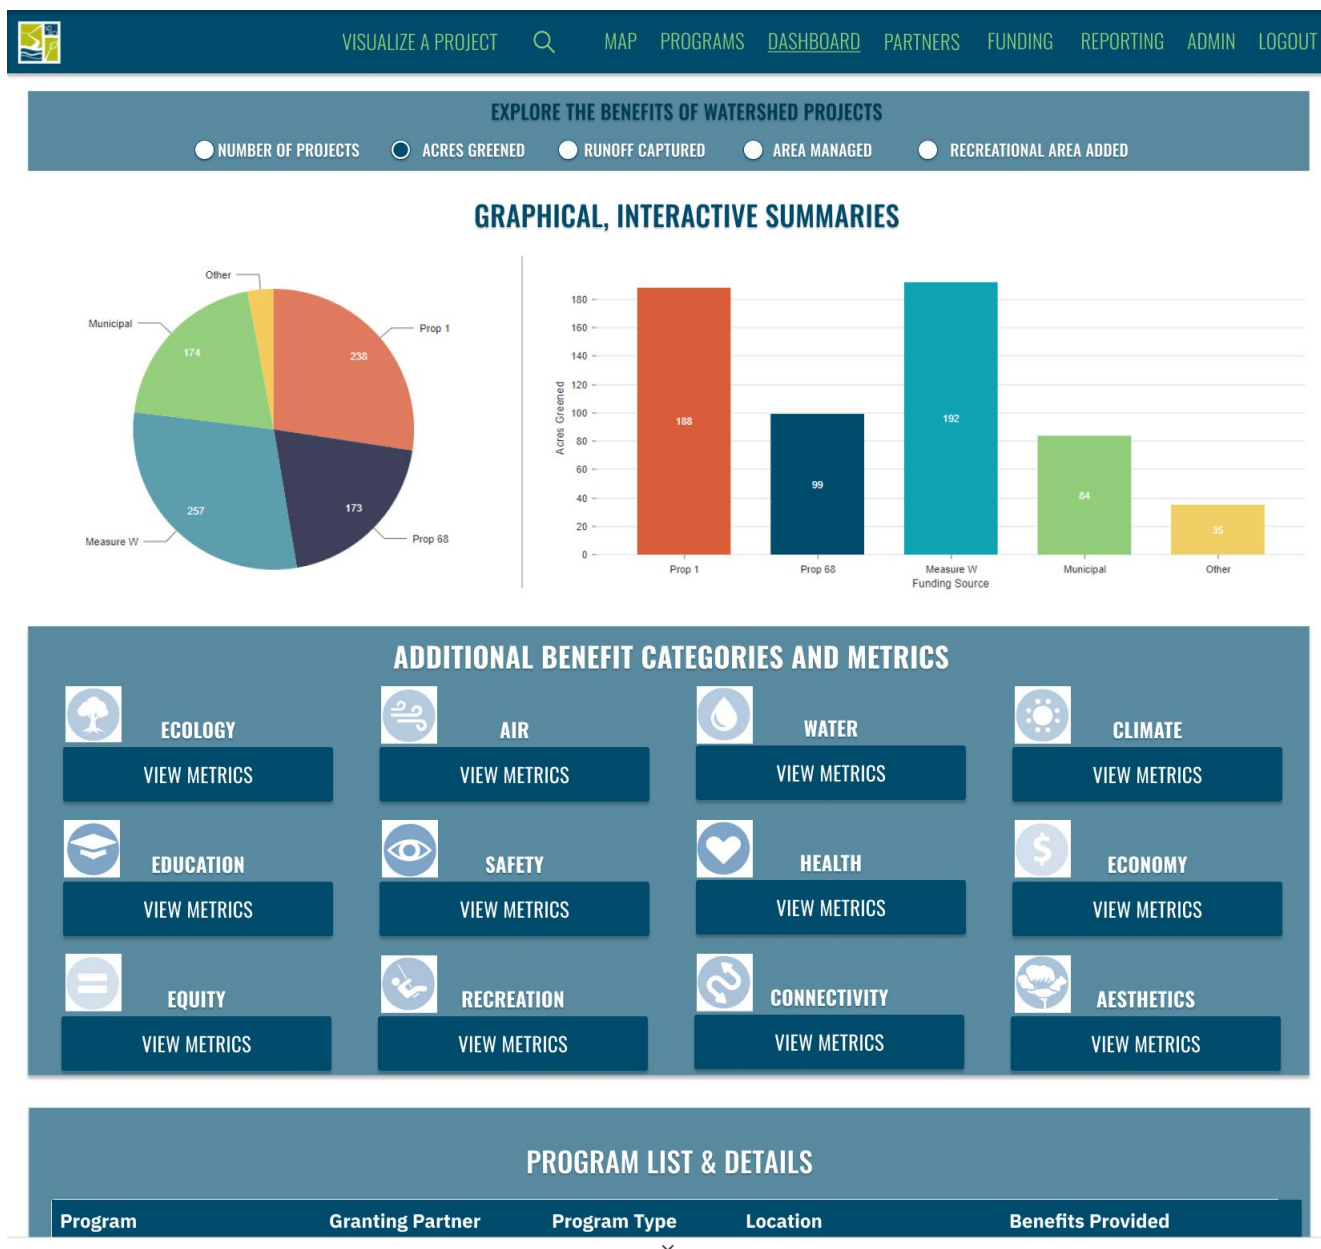 VISUALIZE A PROJECT MAP PROGRAMS DASHBOARD PARTNERS FUNDING REPORTING ADMIN LOGOUT
EXPLORE THE BENEFITS OF WATERSHED PROJECTS
NUMBER OF PROJECTS ACRES GREENED RUNOFF CAPTURED AREA MANAGED RECREATIONAL AREA ADDED
GRAPHICAL, INTERACTIVE SUMMARIES
Other
Municipal
Prop 1
174
238
257
173
Measure W
Prop 68
Acres Greened
180
160
140
120
100
80
60
40
20
0
188
99
192
84
35
Prop 1 Prop 68 Measure W Municipal Other
Funding Source
ADDITIONAL BENEFIT CATEGORIES AND METRICS
ECOLOGY AIR WATER CLIMATE
VIEW METRICS VIEW METRICS VIEW METRICS VIEW METRICS
EDUCATION SAFETY HEALTH ECONOMY
VIEW METRICS VIEW METRICS VIEW METRICS VIEW METRICS
EQUITY RECREATION CONNECTIVITY AESTHETICS
VIEW METRICS VIEW METRICS VIEW METRICS VIEW METRICS
PROGRAM LIST & DETAILS
Program Granting Partner Program Type Location Benefits Provided